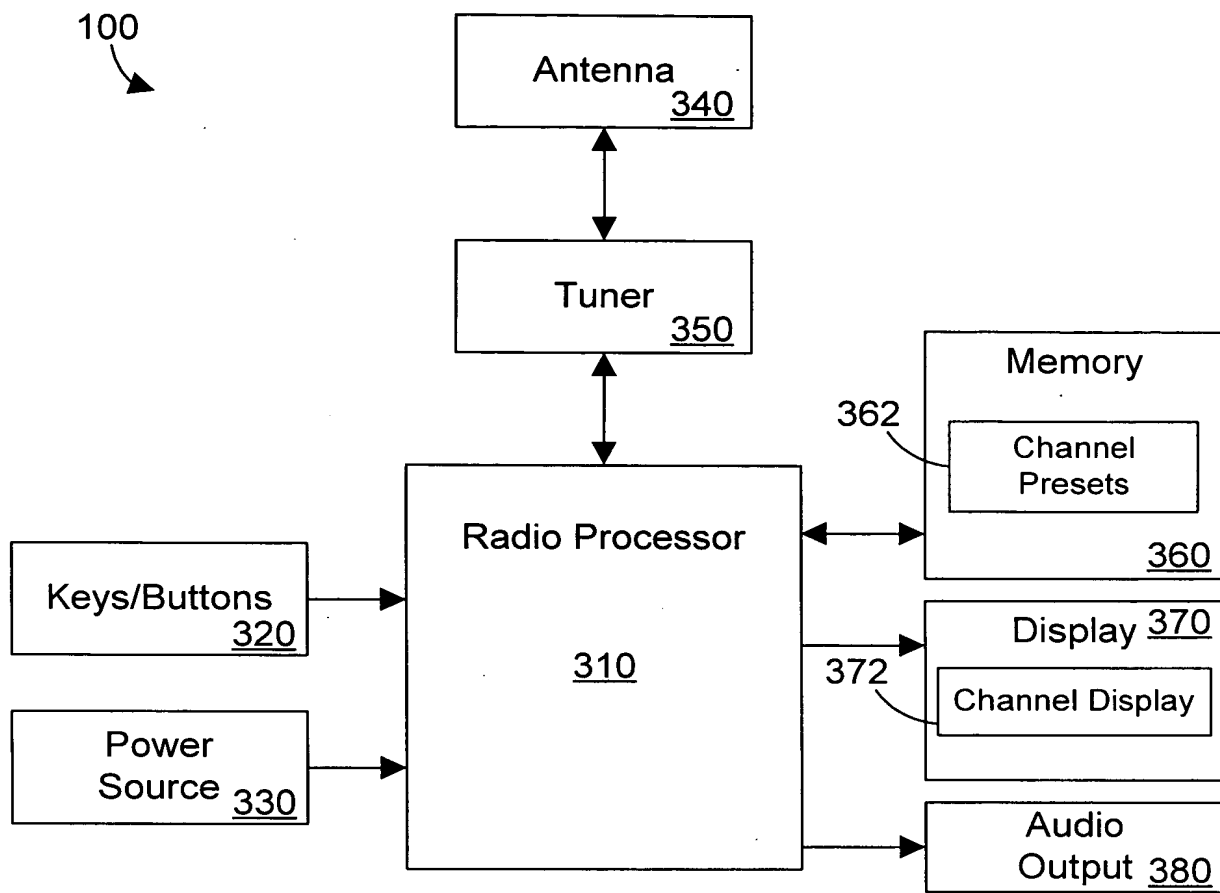 100
Antenna
340
Tuner
350
Memory
362
Channel
Presets
360
Radio Processor
310
Keys/Buttons
320
Power
Source
330
Display
370
372
Channel Display
Audio
Output
380